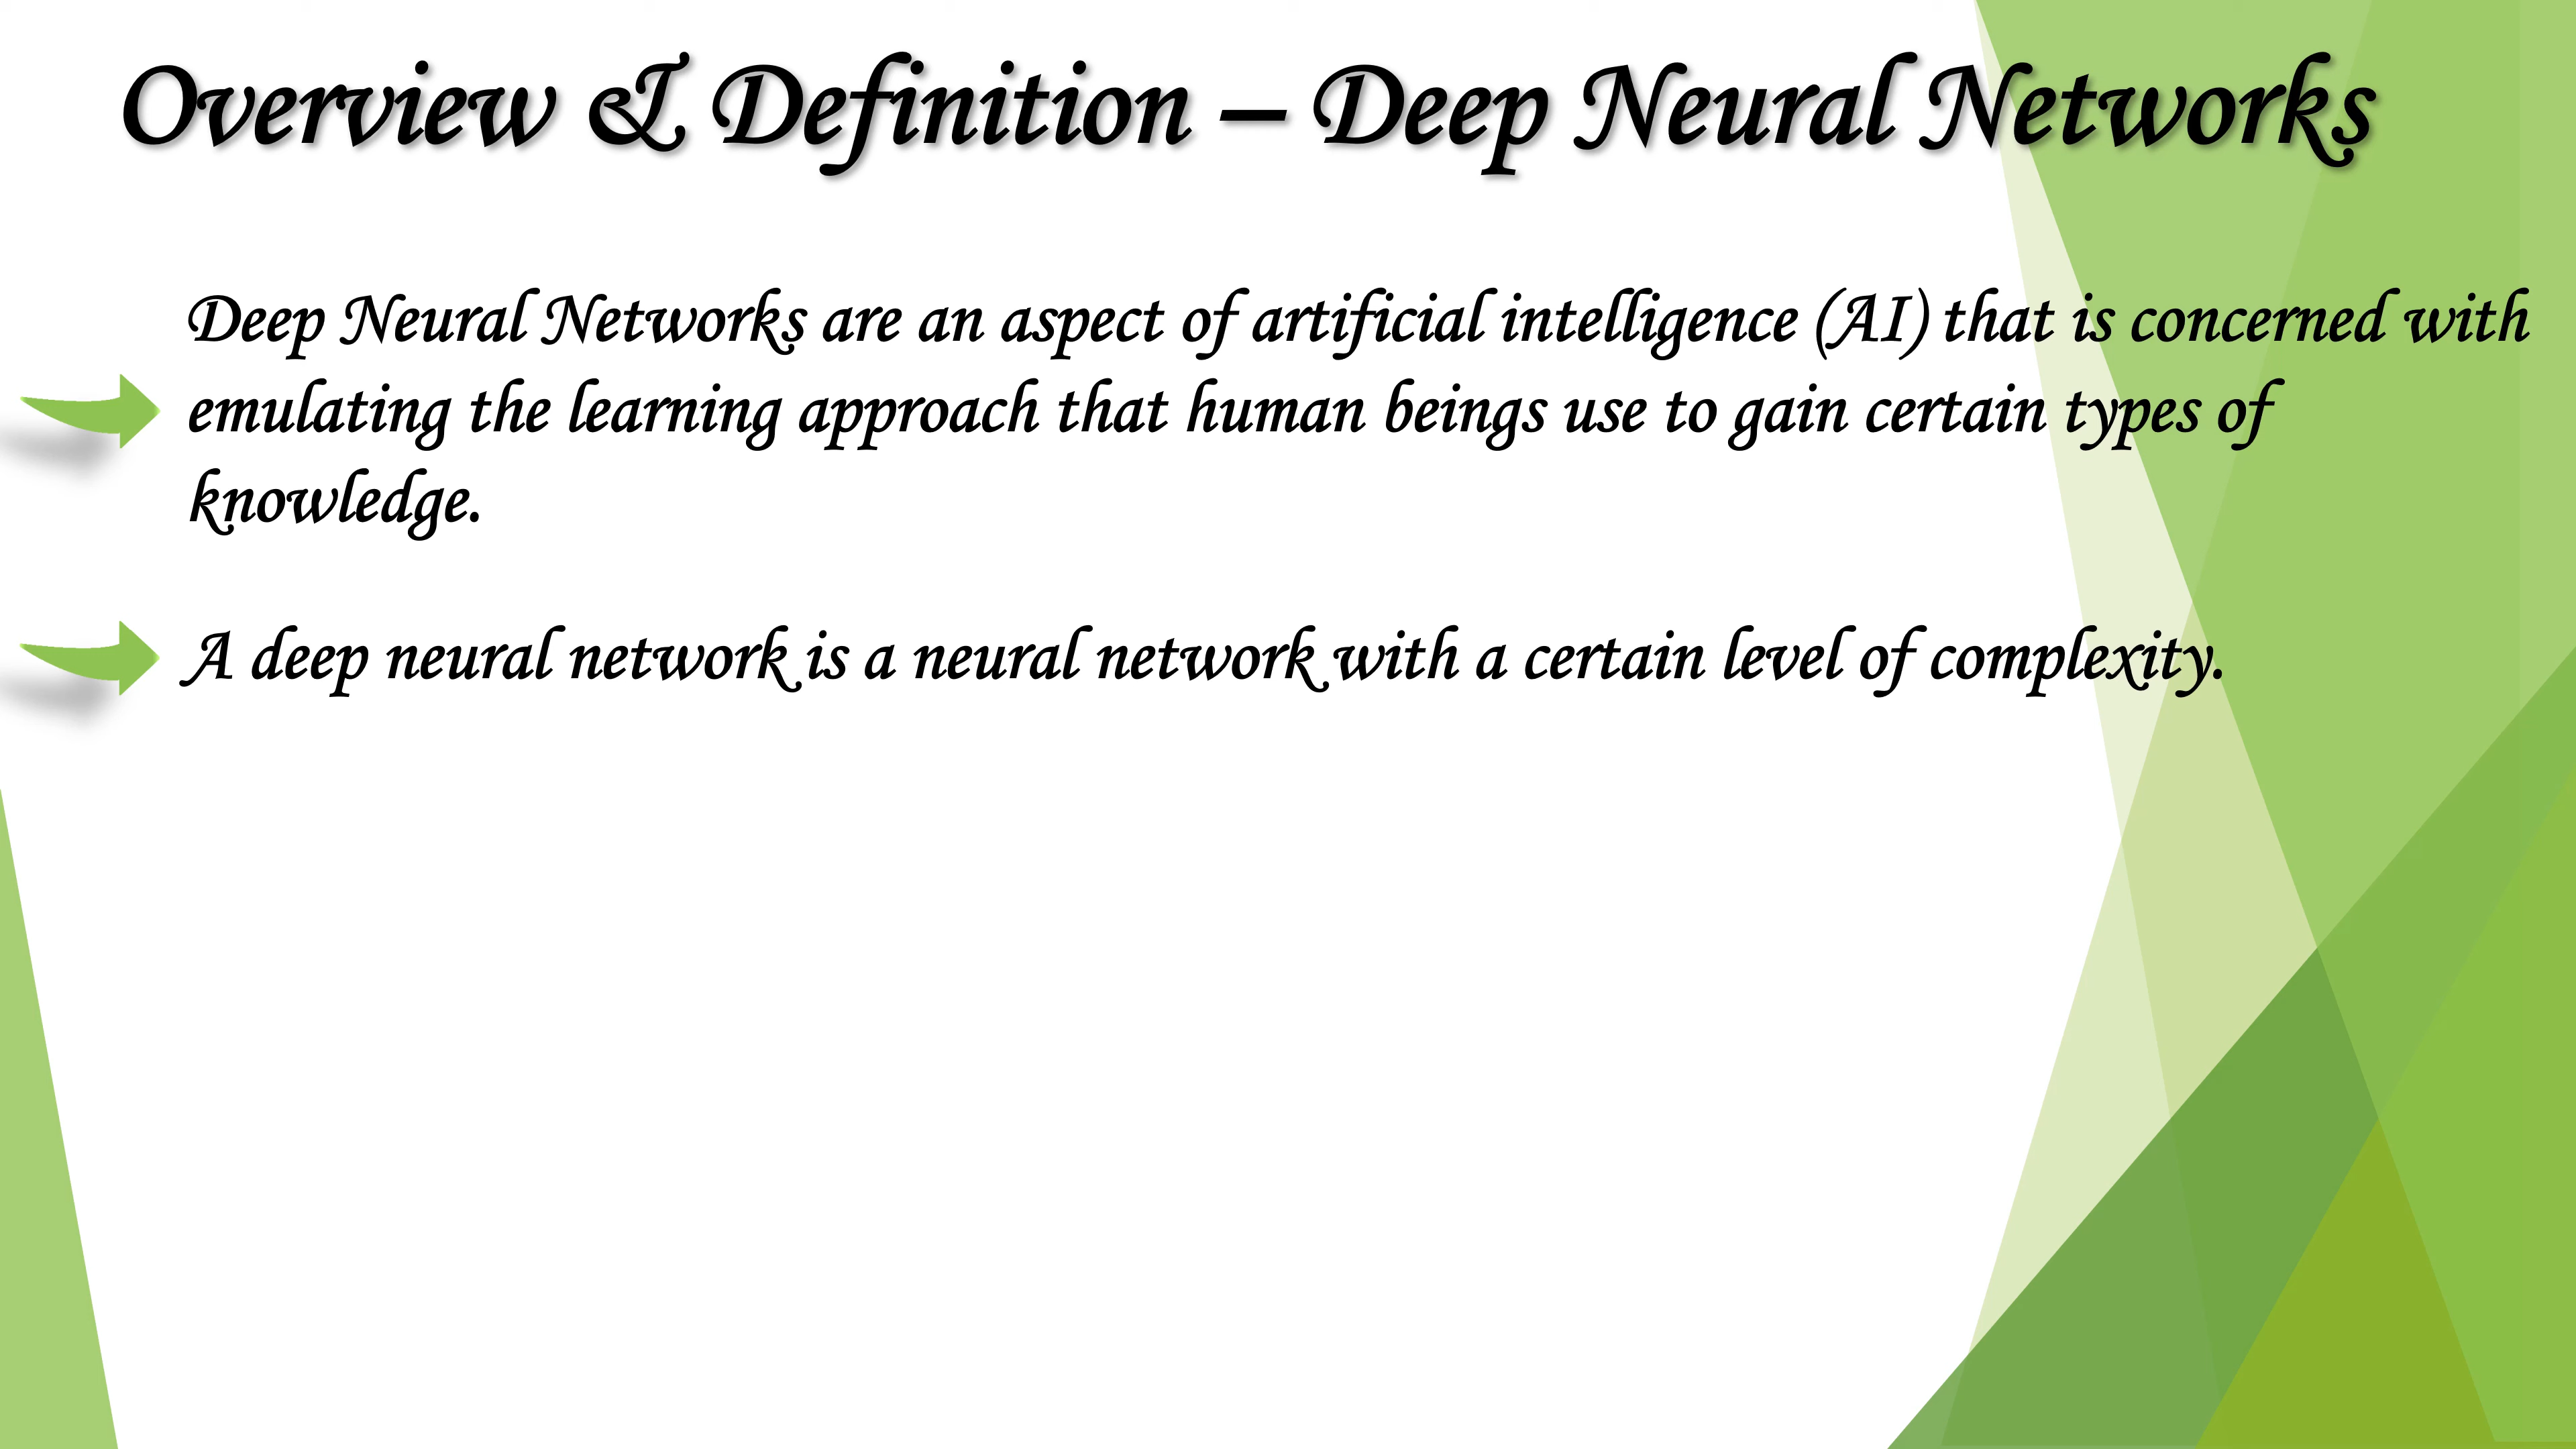 Overview & Definition – Deep Neural Networks
Deep Neural Networks are an aspect of artificial intelligence (AI) that is concerned with
emulating the learning approach that human beings use to gain certain types of
knowledge.
A deep neural network is a neural network with a certain level of complexity.